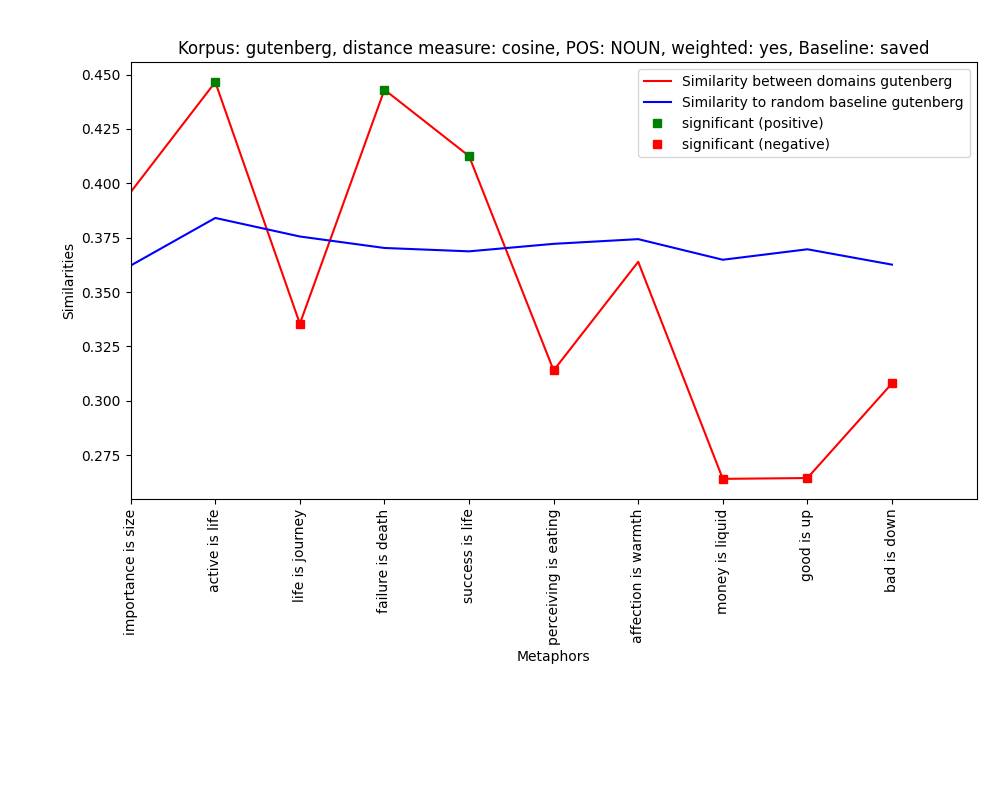 Korpus: gutenberg, distance measure: cosine, POS: NOUN, weighted: yes, Baseline: saved
Similarity between domains gutenberg
Similarity to random baseline gutenberg
significant (positive)
significant (negative)
Similarities
0.450
0.425
0.400
0.375
0.350
0.325
0.300
0.275
importance is size
active is life
life is journey
failure is death
success is life
perceiving is eating
affection is warmth
money is liquid
good is up
bad is down
Metaphors